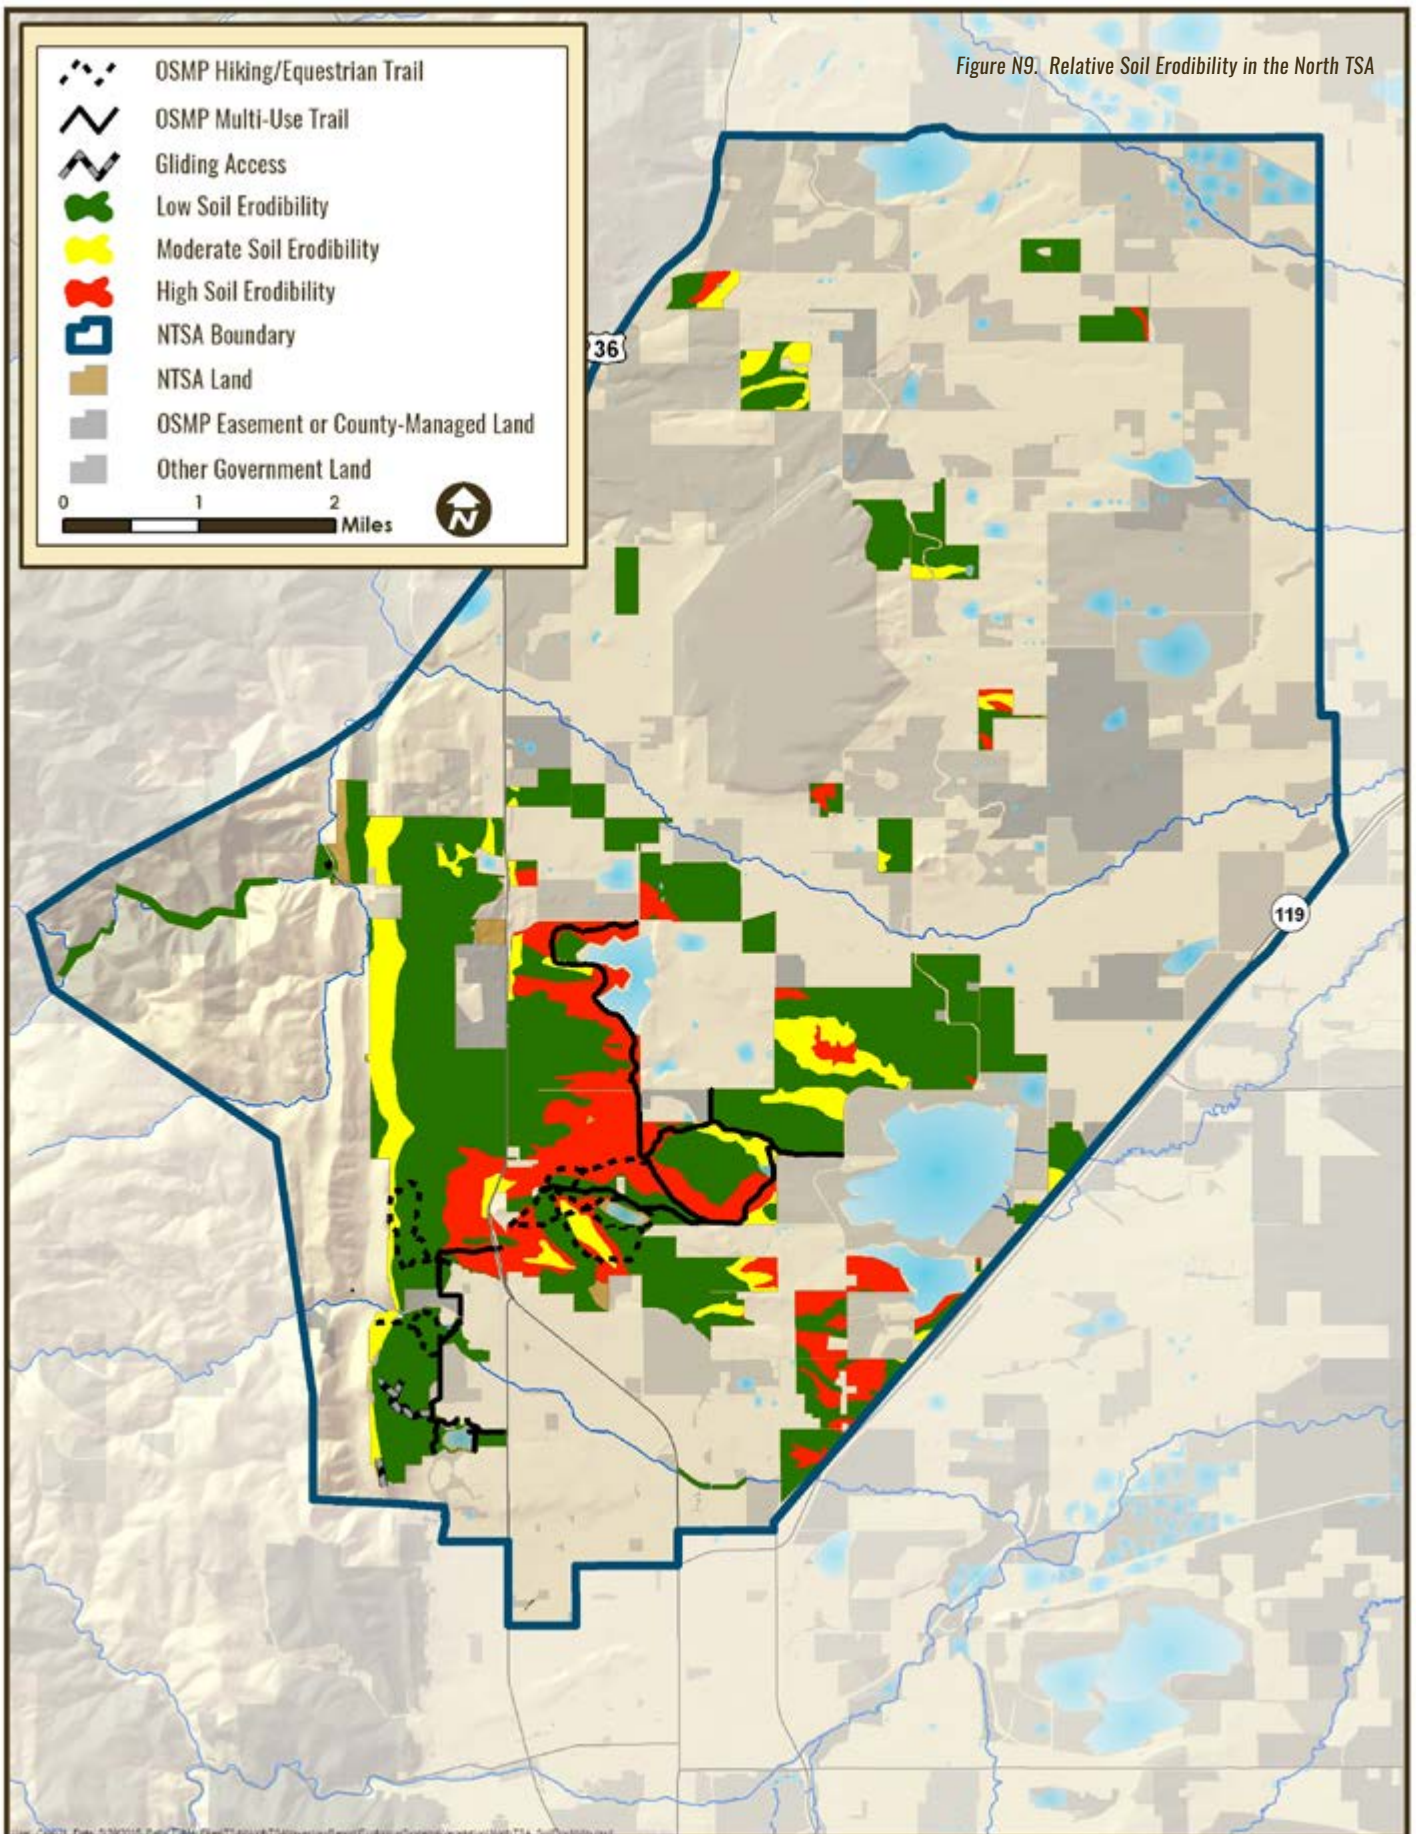 Figure N9. Relative Soil Erodibility in the North TSA
OSMP Hiking/Equestrian Trail
OSMP Multi-Use Trail
Gliding Access
Low Soil Erodibility
Moderate Soil Erodibility
High Soil Erodibility
NTSA Boundary
NTSA Land
OSMP Easement or County-Managed Land
Other Government Land
0 1 2 Miles
N
36
119